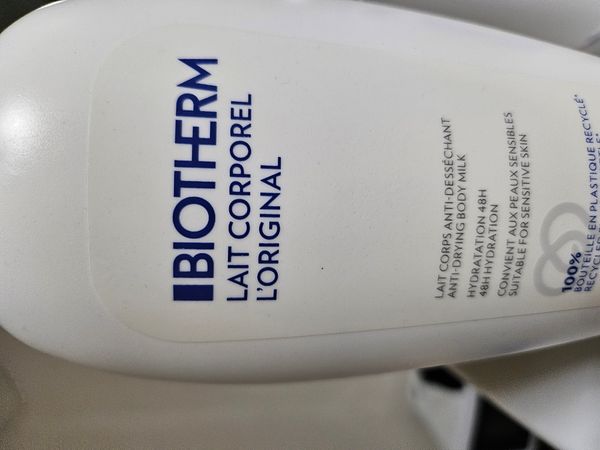 BIOTHERM
LAIT CORPOREL
L'ORIGINAL
LAIT CORPS ANTI-DESSÉCHANT
ANTI-DRYING BODY MILK
HYDRATATION 48H
48H HYDRATION
CONVIENT AUX PEAUX SENSIBLES
SUITABLE FOR SENSITIVE SKIN
100%
BOUTEILLE EN PLASTIQUE RECYCLÉ*